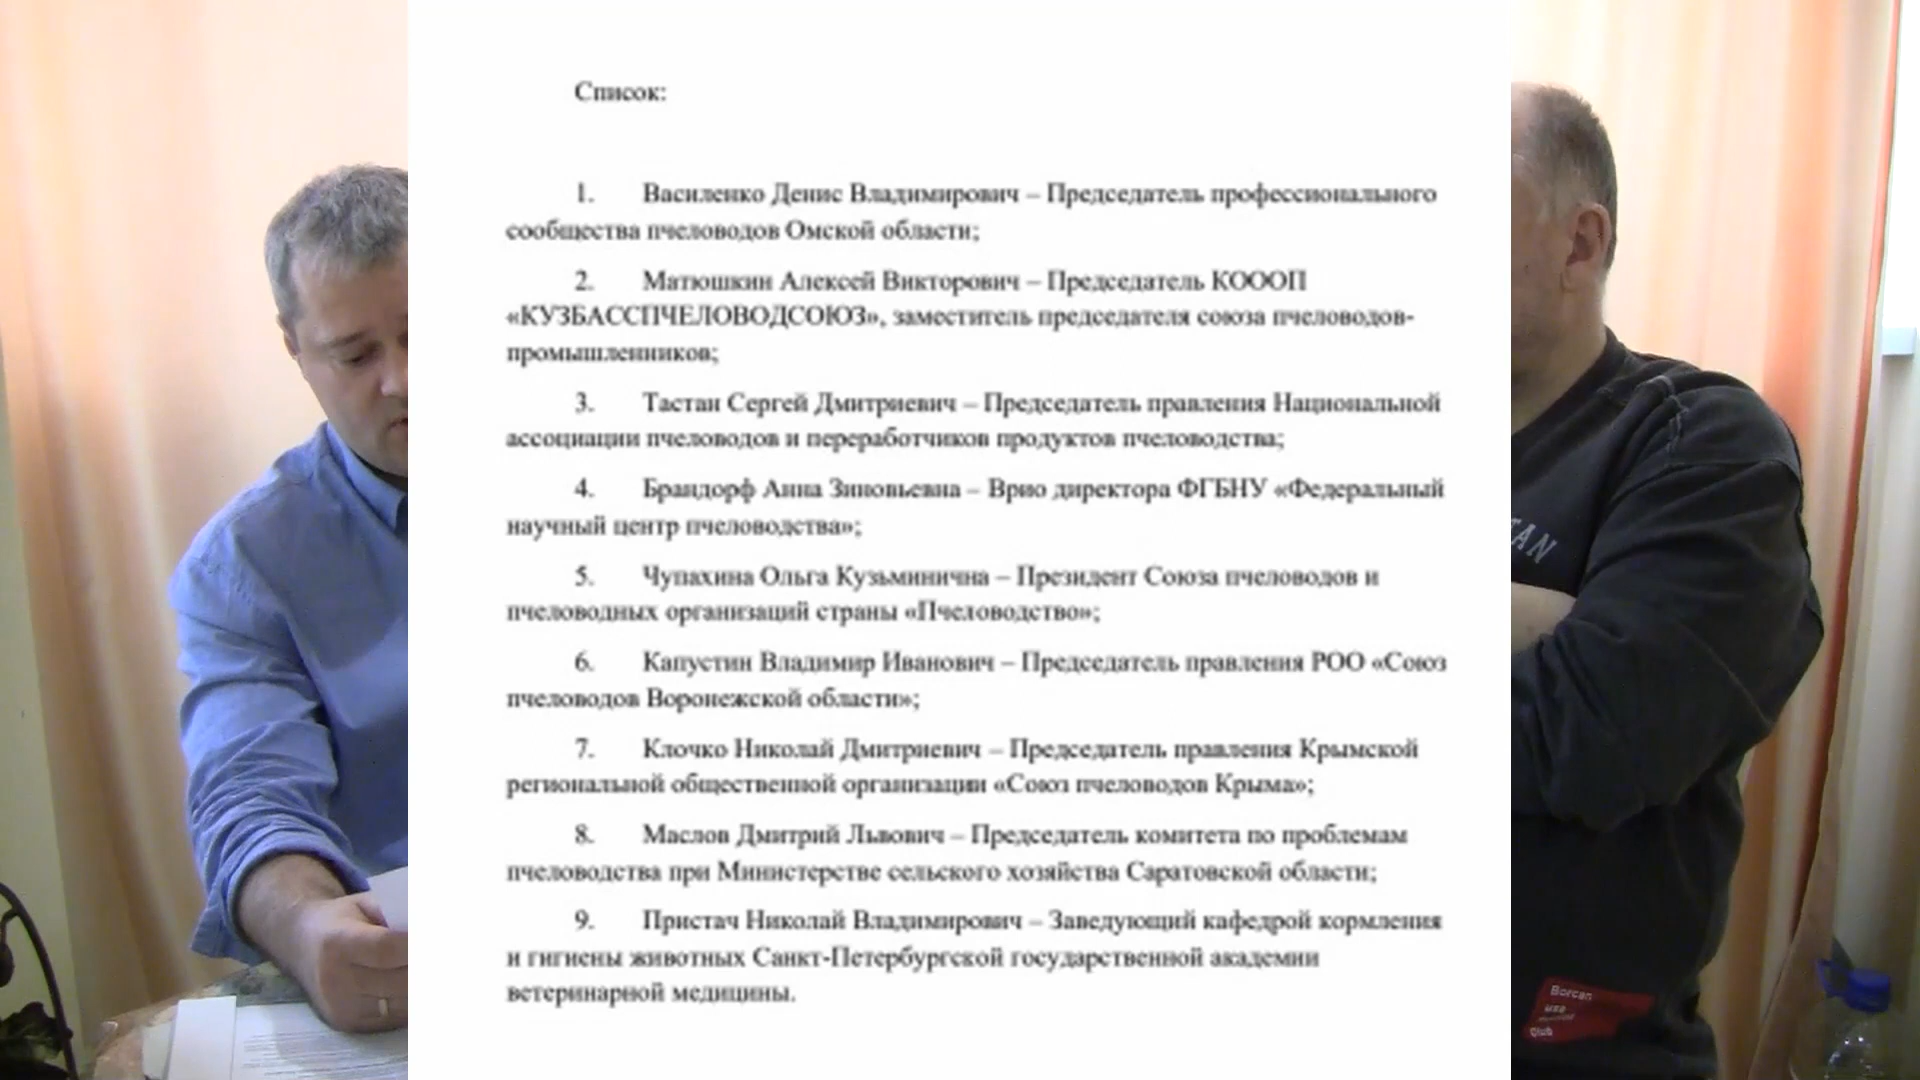 Список:
1. Василенко Денис Владимирович – Председатель профессионального
сообщества пчеловодов Омской области;
2. Матюшкин Алексей Викторович – Председатель КОООП
«КУЗБАССПЧЕЛОВОДСОЮЗ», заместитель председателя союза пчеловодов-
промышленников;
3. Тастан Сергей Дмитриевич – Председатель правления Национальной
ассоциации пчеловодов и переработчиков продуктов пчеловодства;
4. Брандорф Анна Зиновьевна – Врио директора ФГБНУ «Федеральный
научный центр пчеловодства»;
5. Чупахина Ольга Кузьминична – Президент Союза пчеловодов и
пчеловодных организаций страны «Пчеловодство»;
6. Капустин Владимир Иванович – Председатель правления РОО «Союз
пчеловодов Воронежской области»;
7. Клочко Николай Дмитриевич – Председатель правления Крымской
региональной общественной организации «Союз пчеловодов Крыма»;
8. Маслов Дмитрий Львович – Председатель комитета по проблемам
пчеловодства при Министерстве сельского хозяйства Саратовской области;
9. Пристач Николай Владимирович – Заведующий кафедрой кормления
и гигиены животных Санкт-Петербургской государственной академии
ветеринарной медицины.
TAN
Borcan
use
club